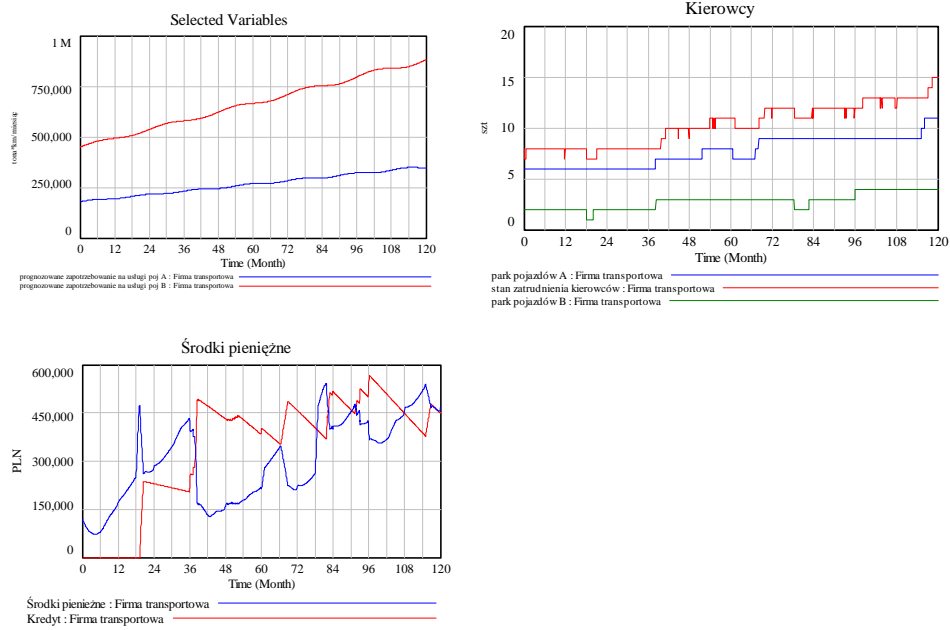 Selected Variables
1 M
750,000
500,000
250,000
0
tona*km/miesiąc
0 12 24 36 48 60 72 84 96 108 120
Time (Month)
prognozowane zapotrzebowanie na usługi poj A : Firma transportowa
prognozowane zapotrzebowanie na usługi poj B : Firma transportowa
Kierowcy
20
15
10
5
0
szt
0 12 24 36 48 60 72 84 96 108 120
Time (Month)
park pojazdów A : Firma transportowa
stan zatrudnienia kierowców : Firma transportowa
park pojazdów B : Firma transportowa
Środki pieniężne
600,000
450,000
300,000
150,000
0
PLN
0 12 24 36 48 60 72 84 96 108 120
Time (Month)
Środki pieniężne : Firma transportowa
Kredyt : Firma transportowa